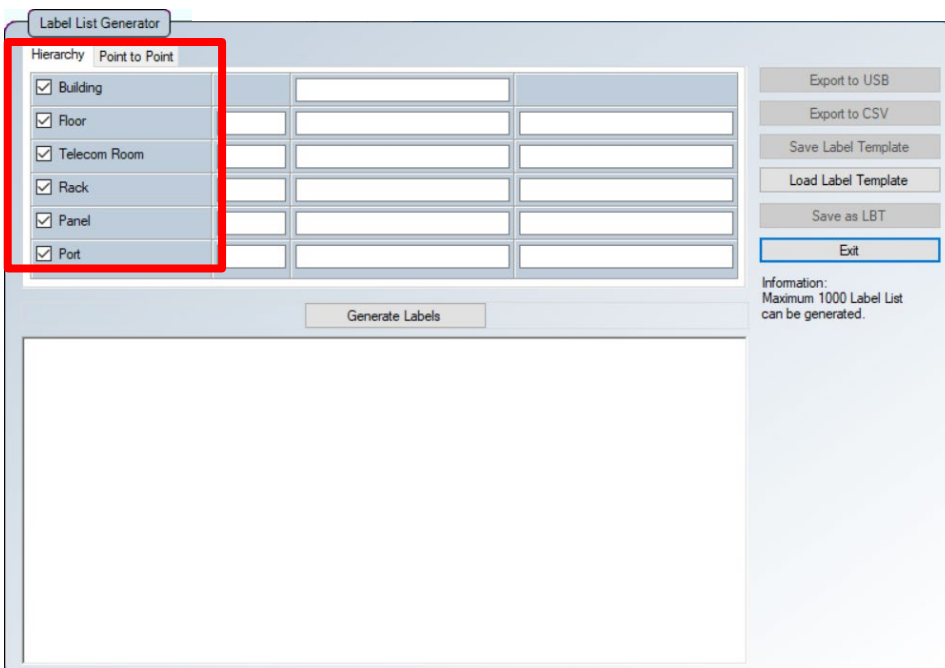 Label List Generator
Hierarchy Point to Point
Building
Floor
Telecom Room
Rack
Panel
Port
Export to USB
Export to CSV
Save Label Template
Load Label Template
Save as LBT
Exit
Information:
Maximum 1000 Label List
can be generated.
Generate Labels